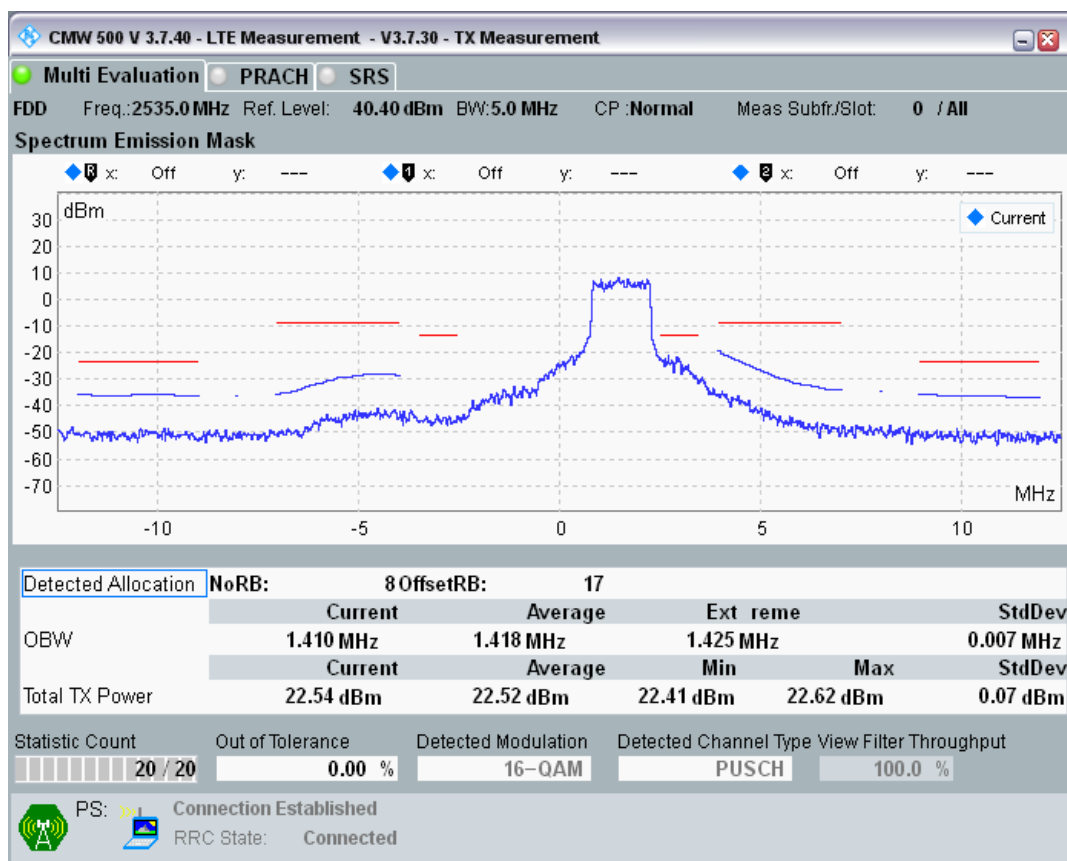 CMW 500 V 3.7.40 - LTE Measurement - V3.7.30 - TX Measurement
Multi Evaluation PRACH SRS
FDD Freq.:2535.0 MHz Ref. Level: 40.40 dBm BW:5.0 MHz CP :Normal Meas Subfr./Slot: 0 / All
Spectrum Emission Mask
R x: Off y: --- 1 x: Off y: --- 2 x: Off y: ---
dBm
Current
30
20
10
0
-10
-20
-30
-40
-50
-60
-70
MHz
-10 -5 0 5 10
Detected Allocation NoRB: 8 OffsetRB: 17
Current Average Ext reme StdDev
OBW 1.410 MHz 1.418 MHz 1.425 MHz 0.007 MHz
Current Average Min Max StdDev
Total TX Power 22.54 dBm 22.52 dBm 22.41 dBm 22.62 dBm 0.07 dBm
Statistic Count Out of Tolerance Detected Modulation Detected Channel Type View Filter Throughput
20 / 20 0.00 % 16-QAM PUSCH 100.0 %
PS: Connection Established
RRC State: Connected